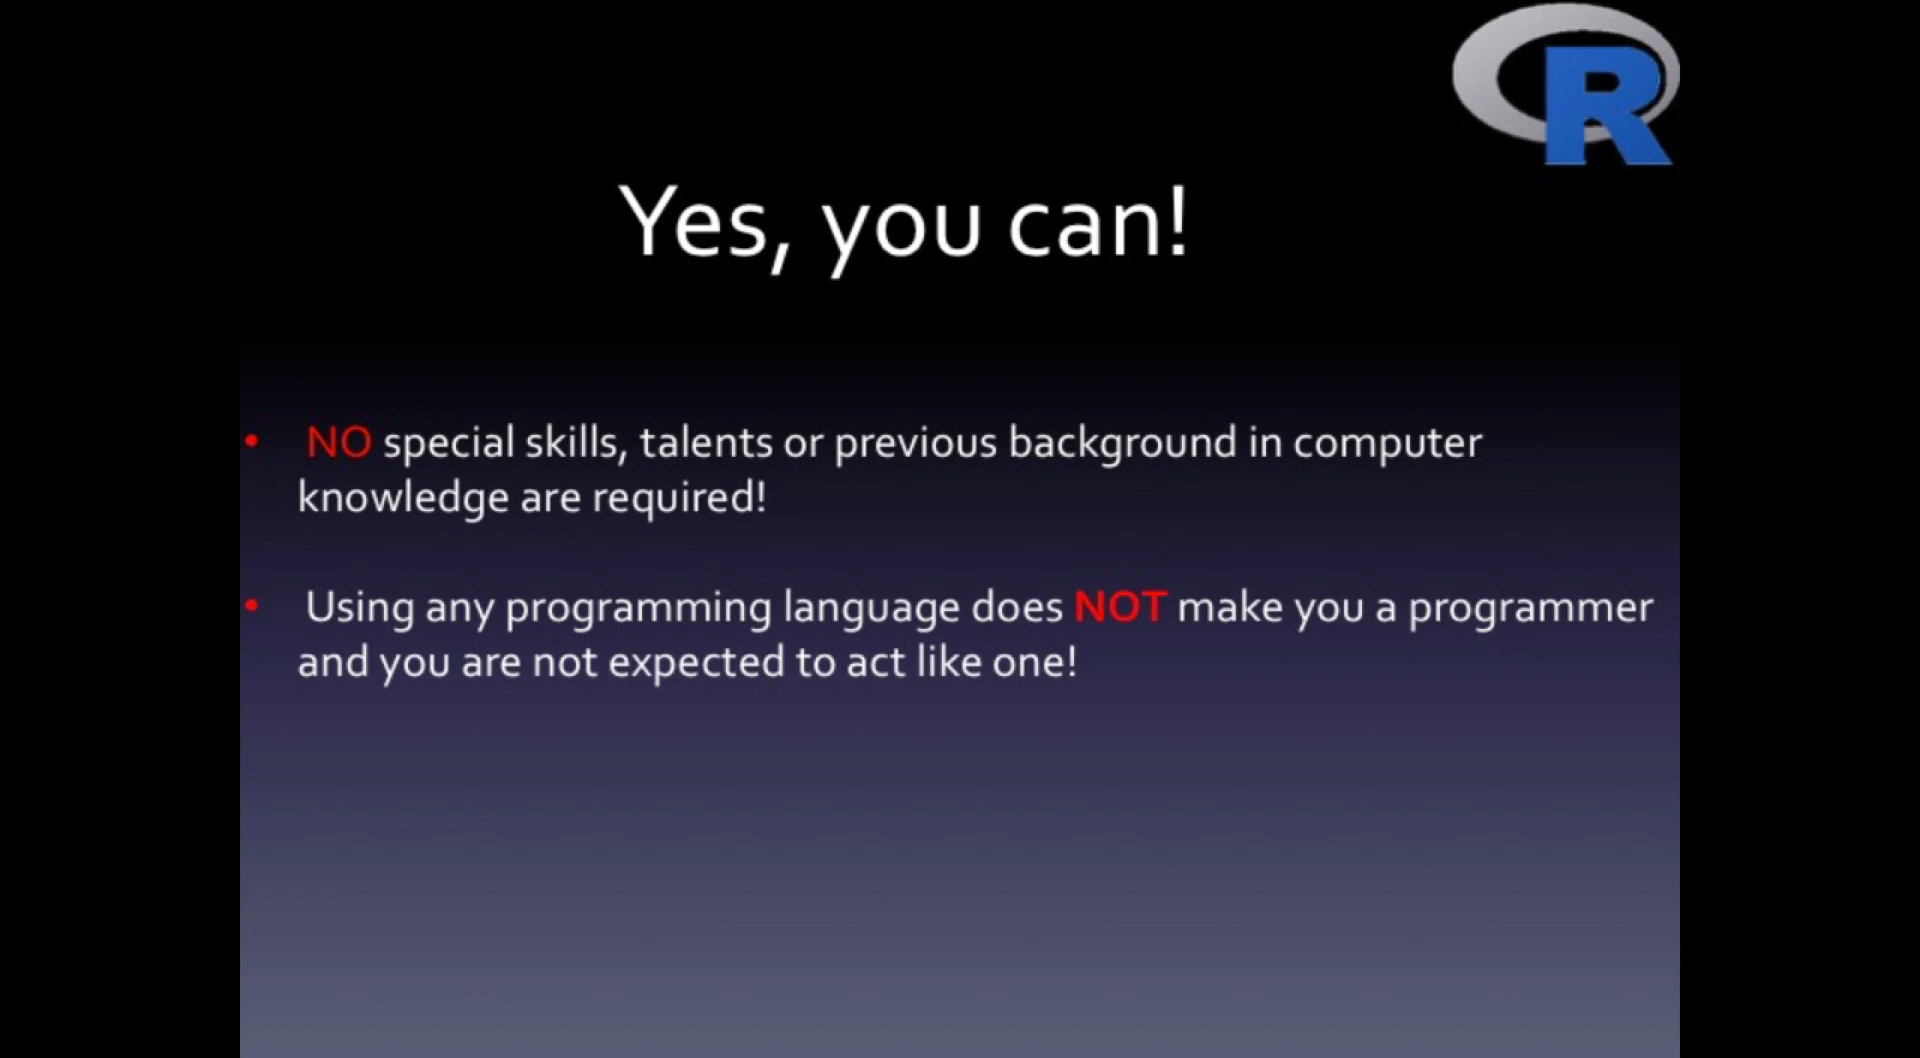 R
Yes, you can!
• NO special skills, talents or previous background in computer
knowledge are required!
• Using any programming language does NOT make you a programmer
and you are not expected to act like one!